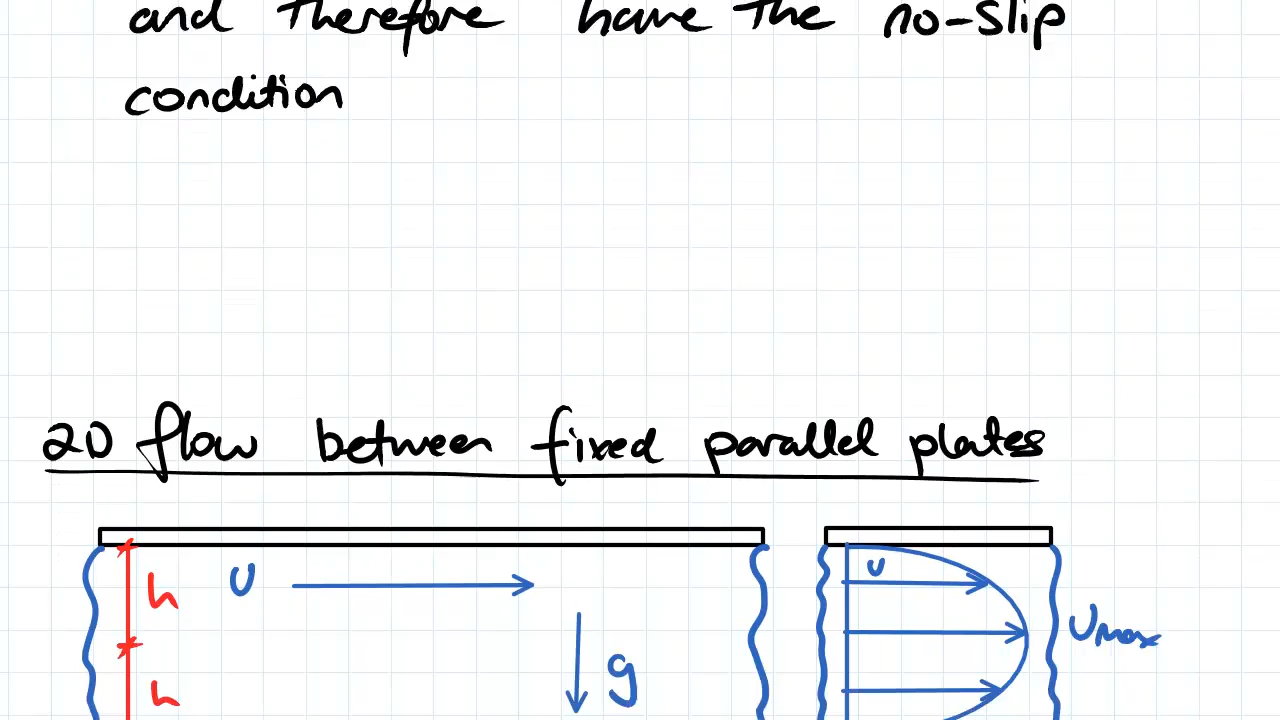 and therefore have the no-slip
condition
2D flow between fixed parallel plates
h
U
U
Umax
g
h